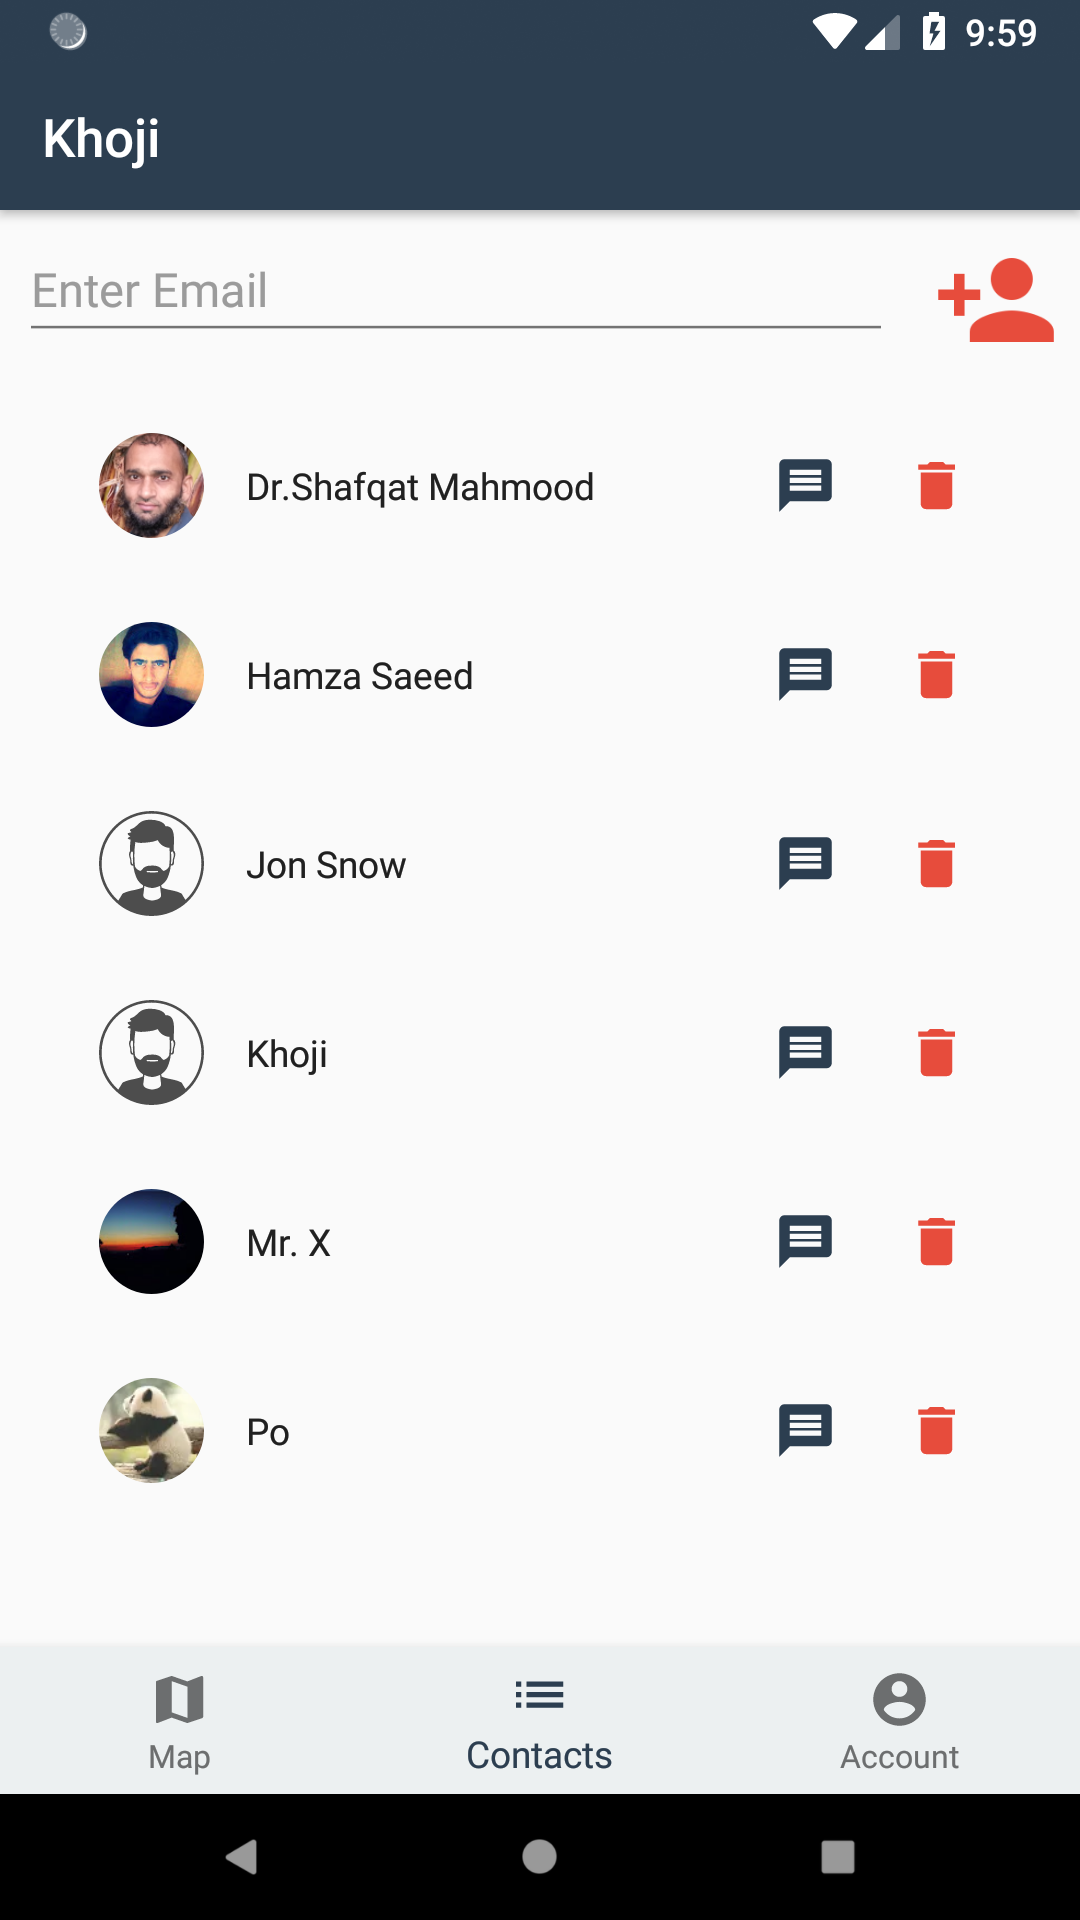 9:59
Khoji
Enter Email
Dr.Shafqat Mahmood
Hamza Saeed
Jon Snow
Khoji
Mr. X
Po
Map
Contacts
Account